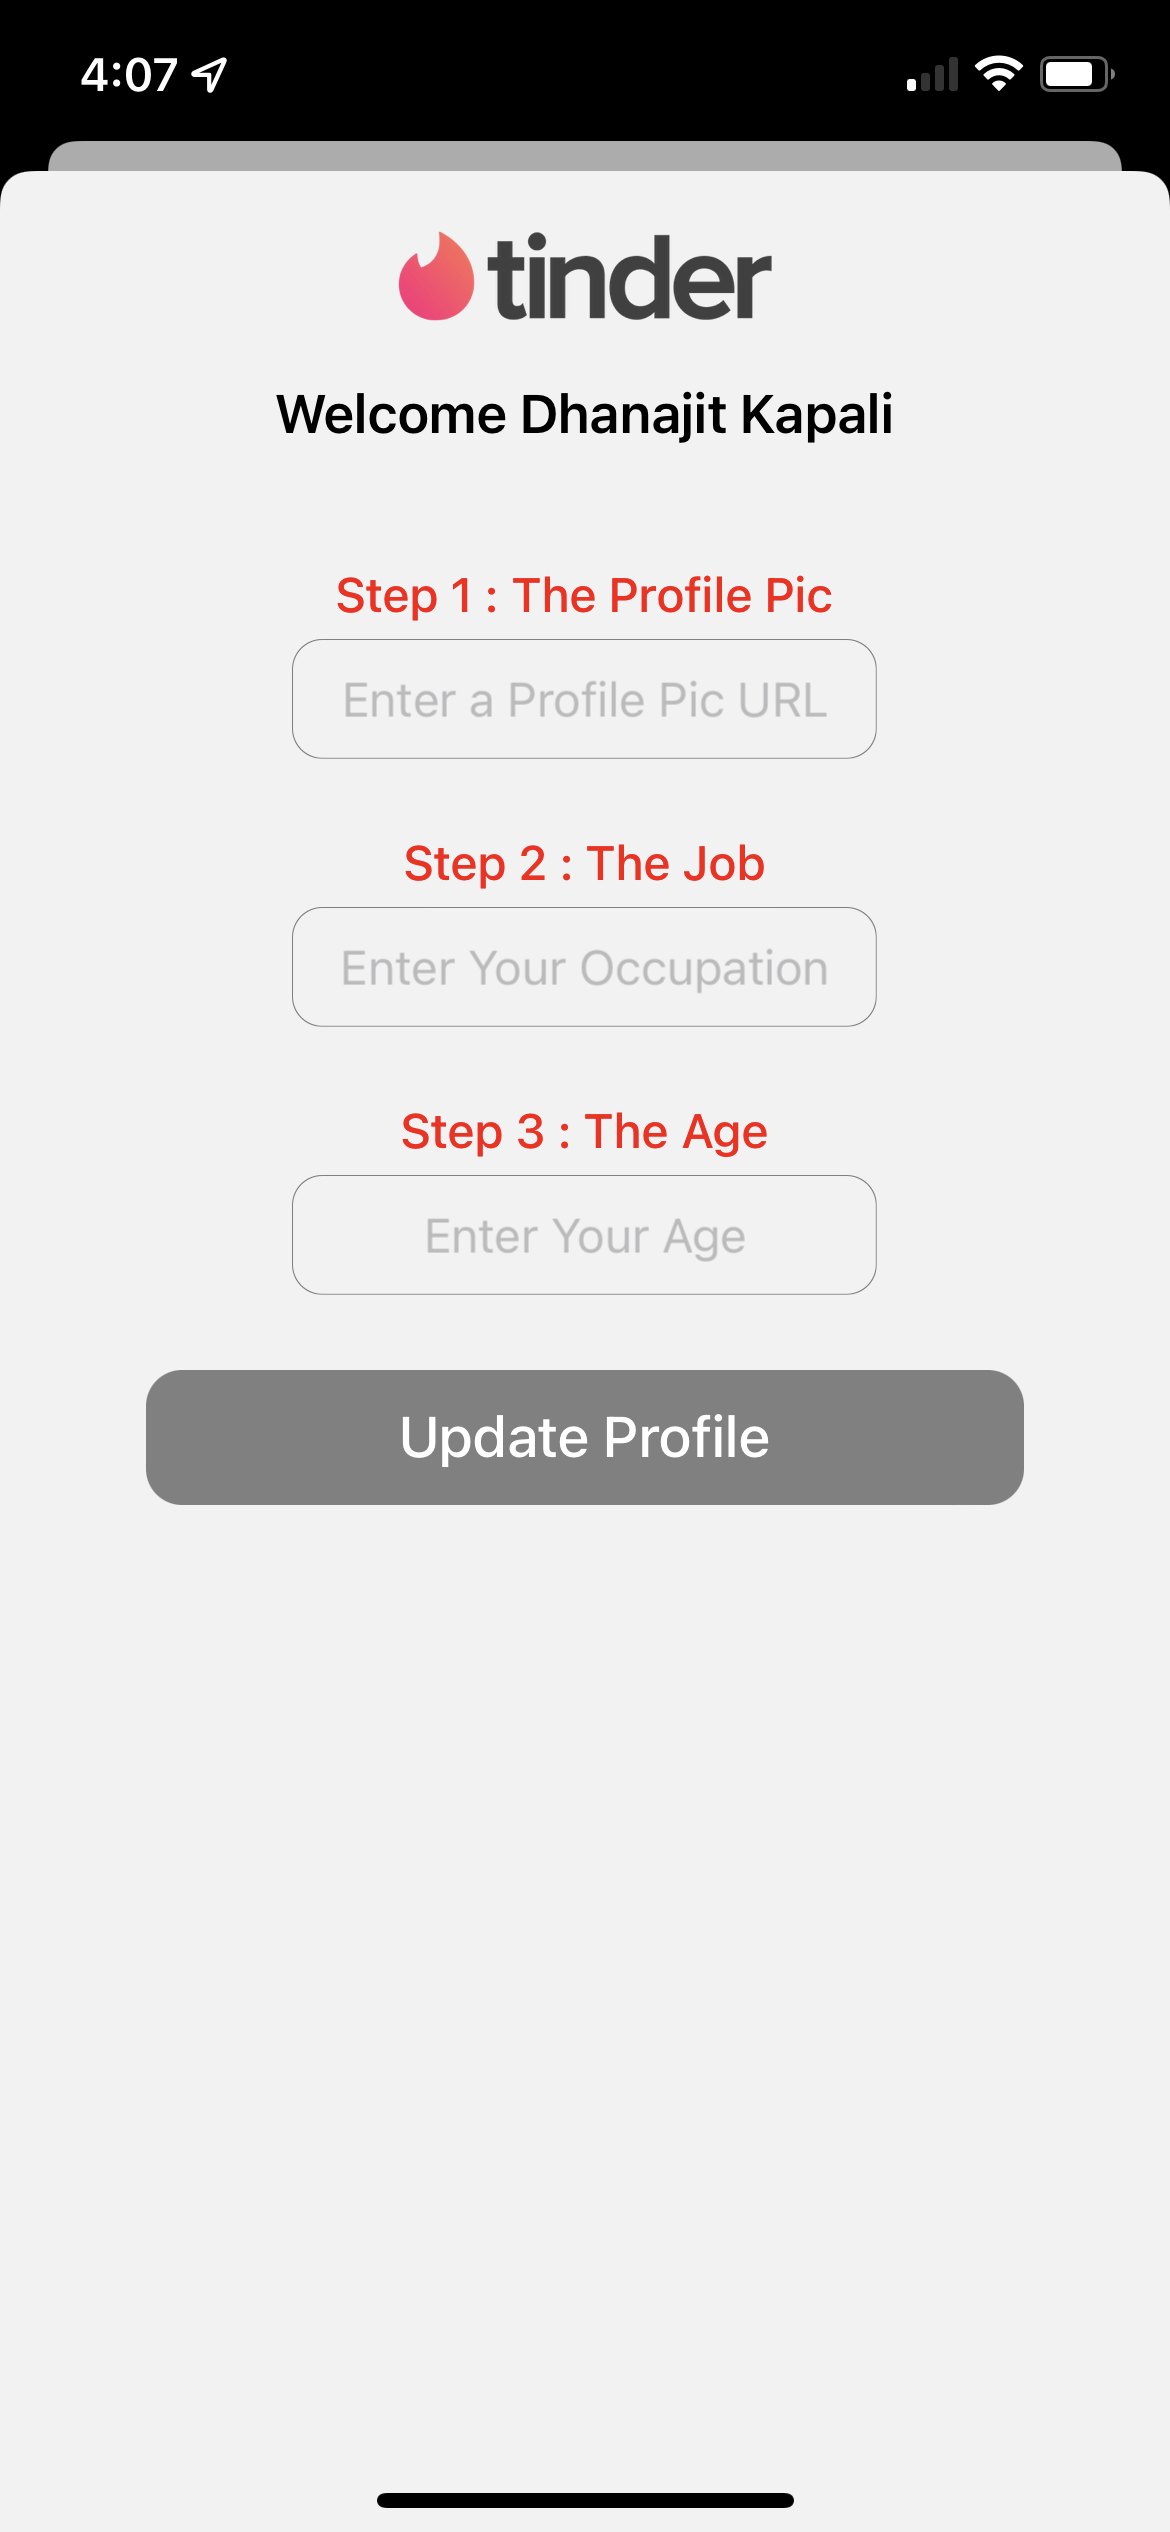 4:07
tinder
Welcome Dhanajit Kapali
Step 1 : The Profile Pic
Enter a Profile Pic URL
Step 2 : The Job
Enter Your Occupation
Step 3 : The Age
Enter Your Age
Update Profile